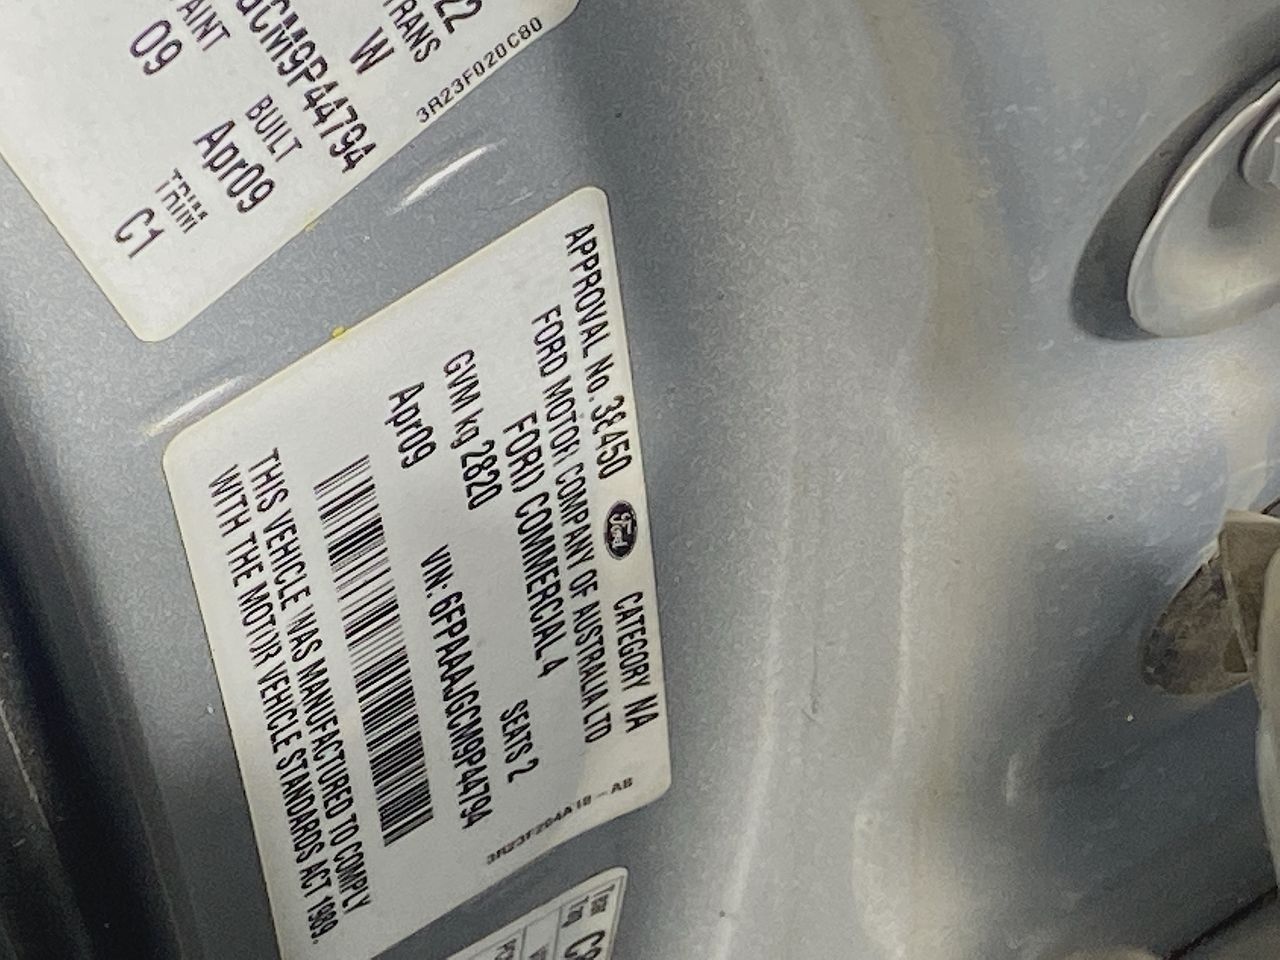 22
TRANS
W
3R23F020C80
GCM9P44794
BUILT
Apr09
09
TRIM
C1
APPROVAL No. 38450 Ford CATEGORY NA
FORD MOTOR COMPANY OF AUSTRALIA LTD
FORD COMMERCIAL 4
GVM kg 2820 SEATS 2
Apr09 VIN: 6FPAAAJGCM9P44794
3R23F204A18-AB
THIS VEHICLE WAS MANUFACTURED TO COMPLY
WITH THE MOTOR VEHICLE STANDARDS ACT 1989.